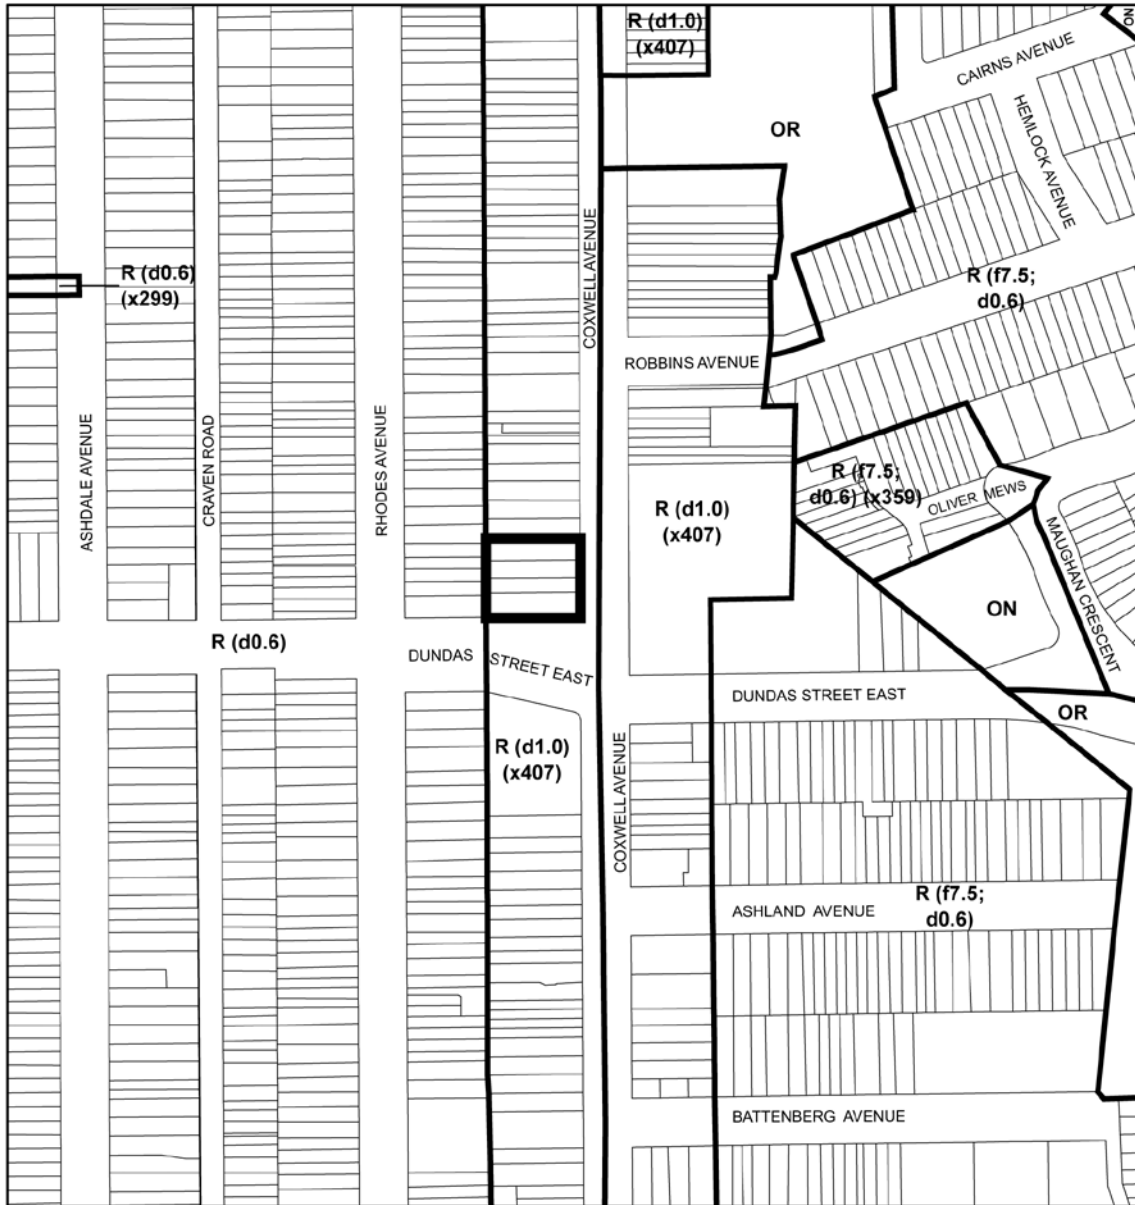 R (d1.0)
(x407)
ON
CAIRNS AVENUE
HEMLOCK AVENUE
OR
COXWELL AVENUE
R (d0.6)
(x299)
R (f7.5;
d0.6)
ROBBINS AVENUE
ASHDALE AVENUE
CRAVEN ROAD
RHODES AVENUE
R (f7.5;
d0.6) (x359)
OLIVER MEWS
R (d1.0)
(x407)
MAUGHAN CRESCENT
ON
R (d0.6)
DUNDAS STREET EAST
DUNDAS STREET EAST
OR
R (d1.0)
(x407)
COXWELL AVENUE
ASHLAND AVENUE
R (f7.5;
d0.6)
BATTENBERG AVENUE